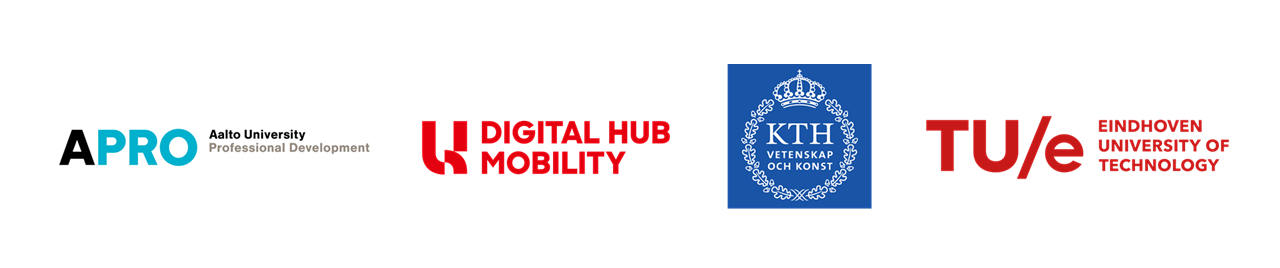 APRO
Aalto University
Professional Development
DIGITAL HUB
MOBILITY
KTH
VETENSKAP
OCH KONST
TU/e
EINDHOVEN
UNIVERSITY OF
TECHNOLOGY